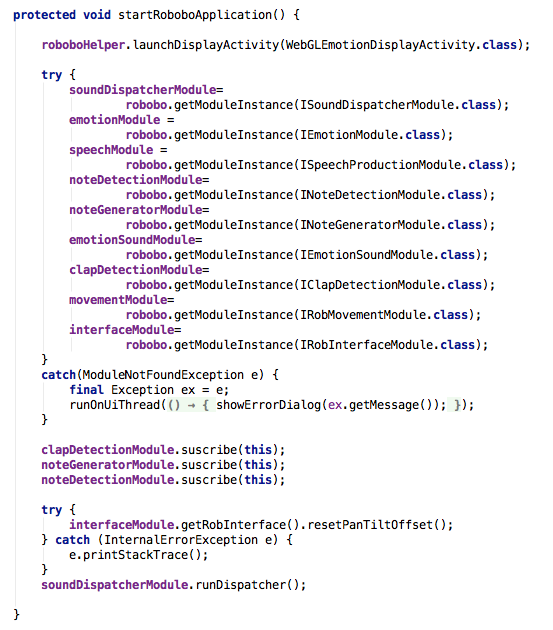 protected void startRoboboApplication() {
roboboHelper.launchDisplayActivity(WebGLEmotionDisplayActivity.class);
try {
soundDispatcherModule=
robobo.getModuleInstance(ISoundDispatcherModule.class);
emotionModule =
robobo.getModuleInstance(IEmotionModule.class);
speechModule =
robobo.getModuleInstance(ISpeechProductionModule.class);
noteDetectionModule=
robobo.getModuleInstance(INoteDetectionModule.class);
noteGeneratorModule=
robobo.getModuleInstance(INoteGeneratorModule.class);
emotionSoundModule=
robobo.getModuleInstance(IEmotionSoundModule.class);
clapDetectionModule=
robobo.getModuleInstance(IClapDetectionModule.class);
movementModule=
robobo.getModuleInstance(IRobMovementModule.class);
interfaceModule=
robobo.getModuleInstance(IRobInterfaceModule.class);
}
catch(ModuleNotFoundException e) {
final Exception ex = e;
runOnUiThread(() → { showErrorDialog(ex.getMessage()); });
}
clapDetectionModule.suscribe(this);
noteGeneratorModule.suscribe(this);
noteDetectionModule.suscribe(this);
try {
interfaceModule.getRobInterface().resetPanTiltOffset();
} catch (InternalErrorException e) {
e.printStackTrace();
}
soundDispatcherModule.runDispatcher();
}